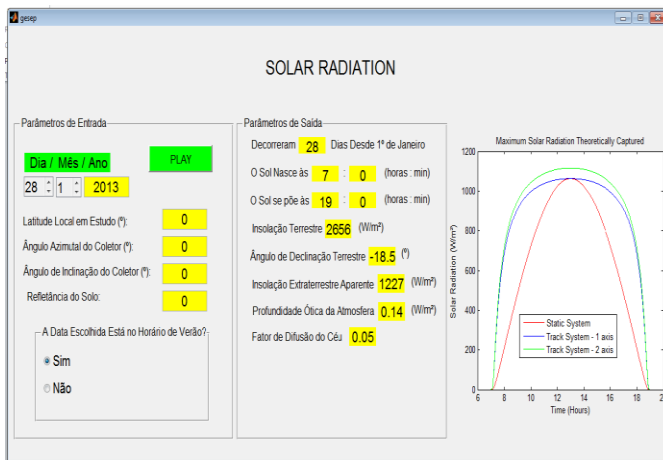 gesep
SOLAR RADIATION
Parâmetros de Entrada
Dia / Mês / Ano
PLAY
28 1 2013
Latitude Local em Estudo (º): 0
Ângulo Azimutal do Coletor (º): 0
Ângulo de Inclinação do Coletor (º): 0
Refletância do Solo: 0
A Data Escolhida Está no Horário de Verão?
Sim
Não
Parâmetros de Saída
Decorreram 28 Dias Desde 1º de Janeiro
O Sol Nasce às 7 : 0 (horas : min)
O Sol se põe às 19 : 0 (horas : min)
Insolação Terrestre 2656 (W/m²)
Ângulo de Declinação Terrestre -18.5 (º)
Insolação Extraterrestre Aparente 1227 (W/m²)
Profundidade Ótica da Atmosfera 0.14 (W/m²)
Fator de Difusão do Céu 0.05
Maximum Solar Radiation Theoretically Captured
Solar Radiation (W/m²)
1200
1000
800
600
400
200
0
Static System
Track System - 1 axis
Track System - 2 axis
6 8 10 12 14 16 18
Time (Hours)